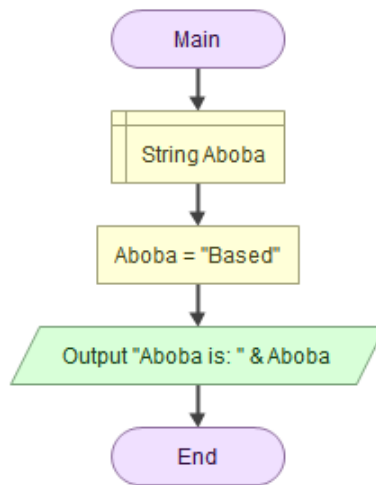 Main
String Aboba
Aboba = "Based"
Output "Aboba is: " & Aboba
End